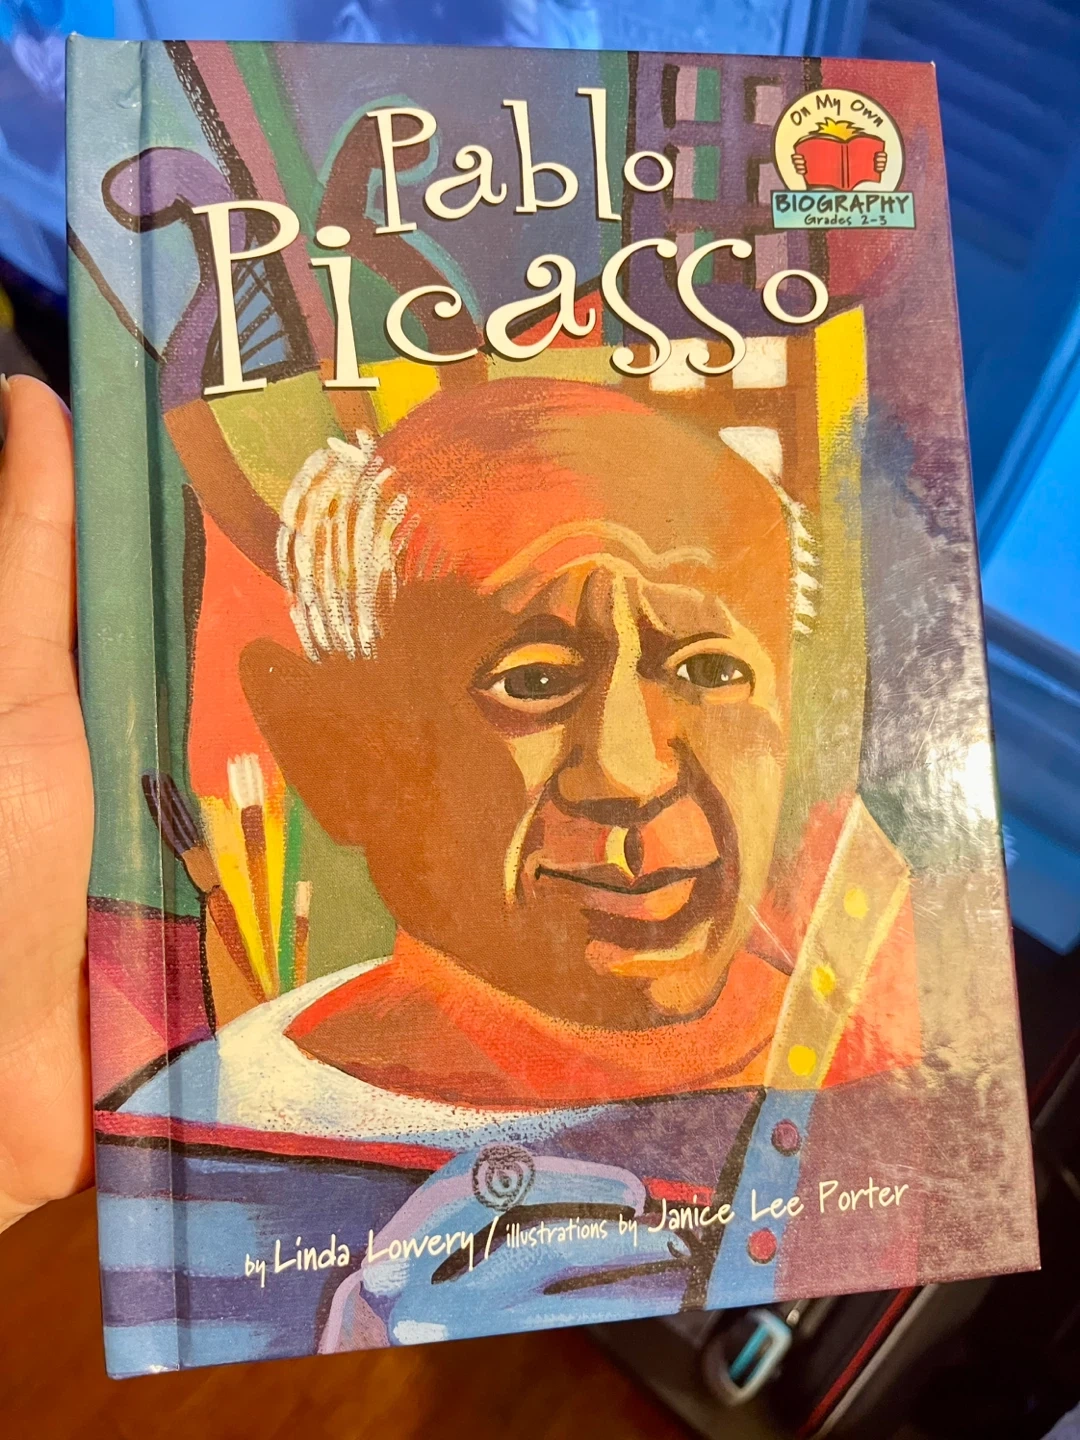 Pablo
Picasso
On My Own
BIOGRAPHY
Grades 2-3
by Linda Lowery / illustrations by Janice Lee Porter